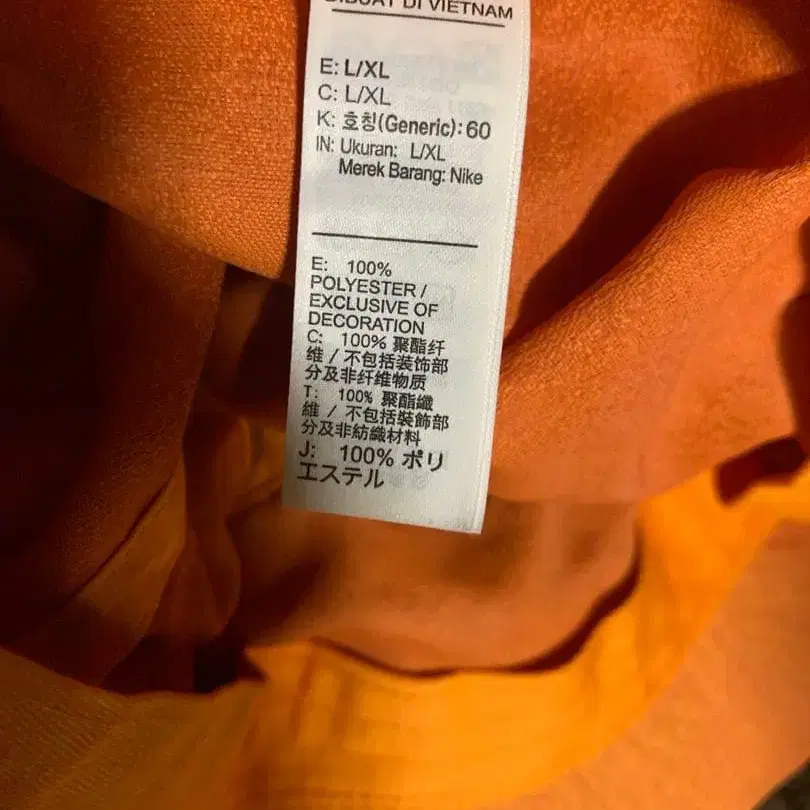 DIBUAT DI VIETNAM
E: L/XL
C: L/XL
K: 호칭(Generic): 60
IN: Ukuran: L/XL
Merek Barang: Nike
E: 100%
POLYESTER /
EXCLUSIVE OF
DECORATION
C: 100% 聚酯纤
维 / 不包括装饰部
分及非纤维物质
T: 100% 聚酯纖
維 / 不包括裝飾部
分及非紡織材料
J: 100% ポリ
エステル